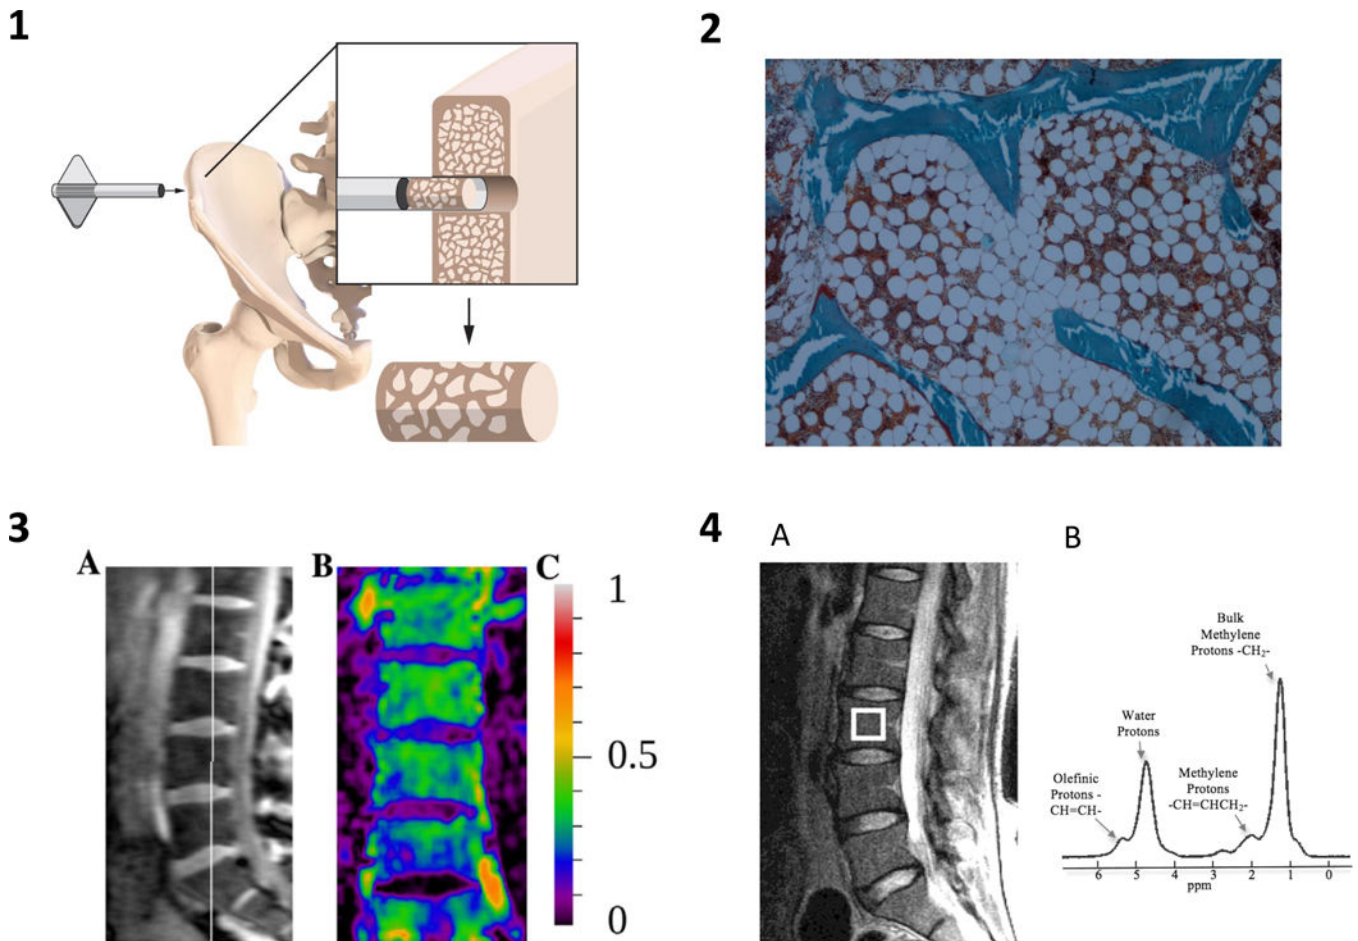 1
2
3
A
B
C
1
0.5
0
4
A
B
Bulk
Methylene
Protons -CH₂-
Water
Protons
Olefinic
Protons -
CH=CH-
Methylene
Protons
-CH=CHCH₂-
6 5 4 3 2 1 0
ppm